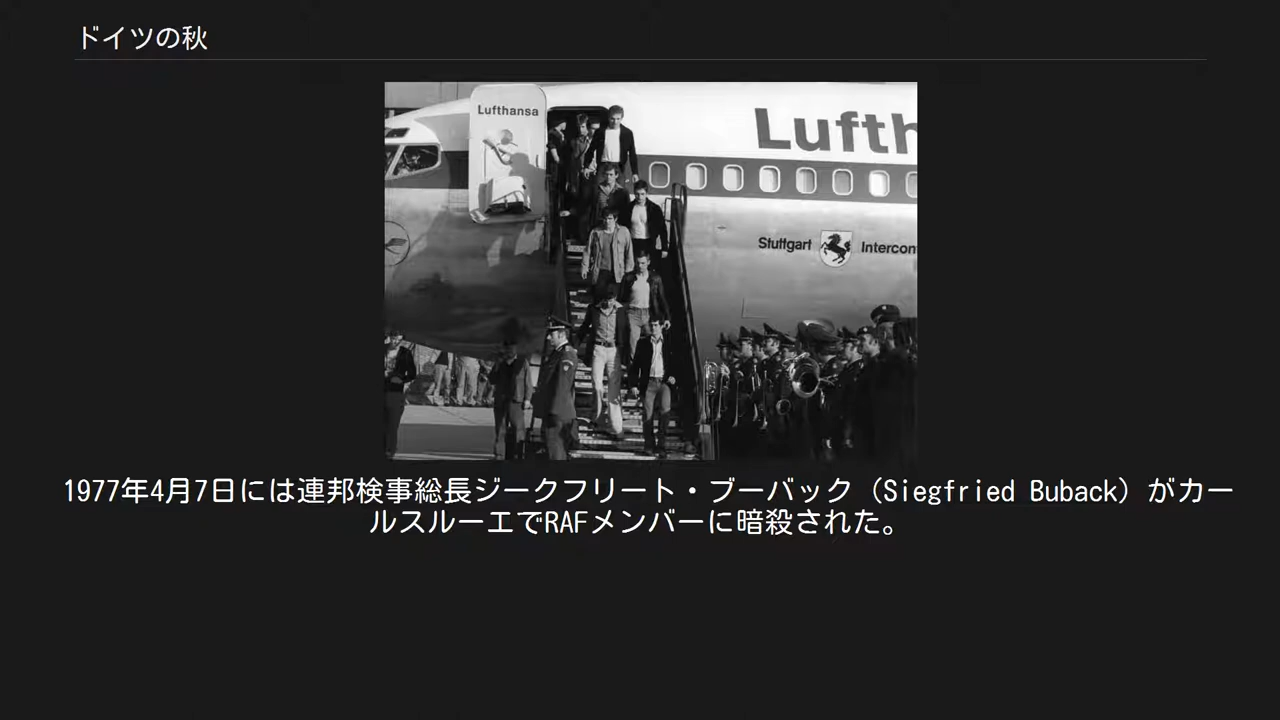 ドイツの秋
Lufthansa
Lufth
Stuttgart
Intercon
1977年4月7日には連邦検事総長ジークフリート・ブーバック（Siegfried Buback）がカー
ルスルーエでRAFメンバーに暗殺された。